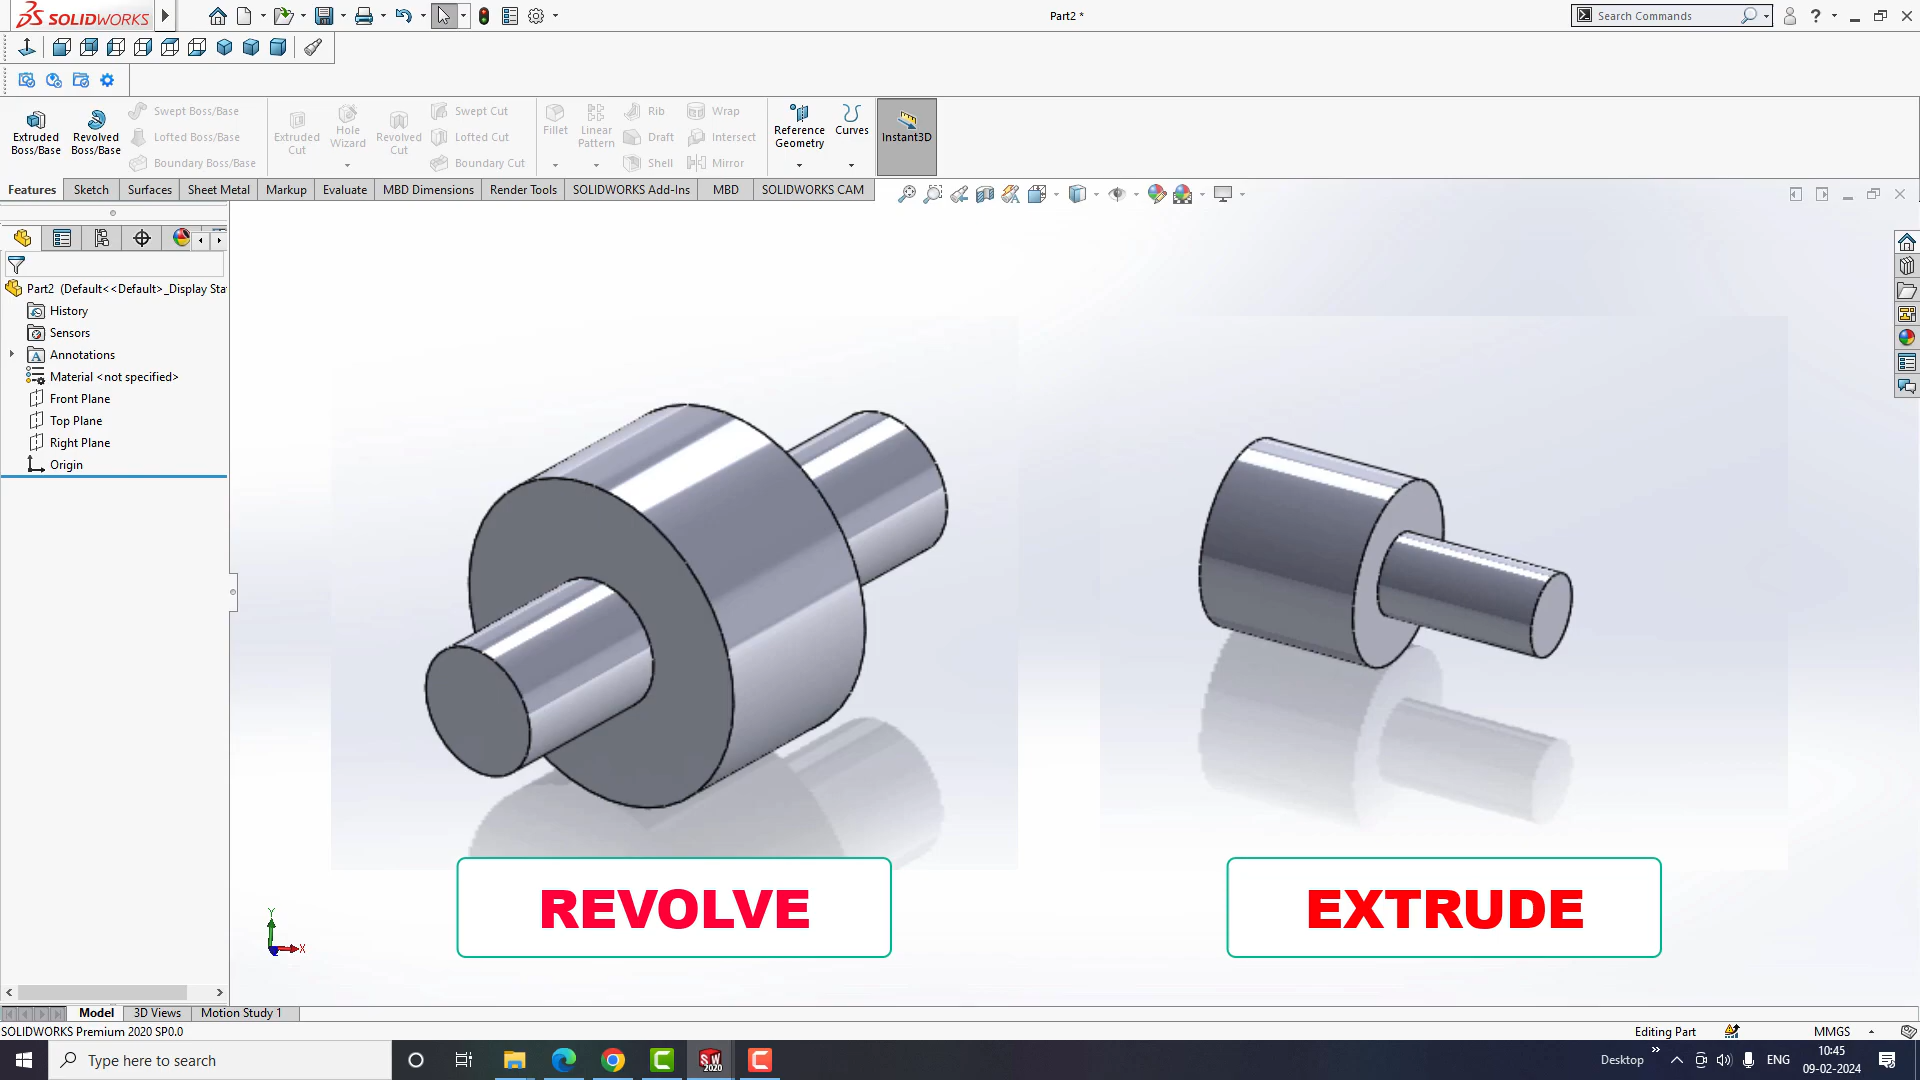 SOLIDWORKS
Part2 *
Search Commands
Extruded Boss/Base
Revolved Boss/Base
Swept Boss/Base
Lofted Boss/Base
Boundary Boss/Base
Extruded Cut
Hole Wizard
Revolved Cut
Swept Cut
Lofted Cut
Boundary Cut
Fillet
Linear Pattern
Rib
Draft
Shell
Wrap
Intersect
Mirror
Reference Geometry
Curves
Instant3D
Features
Sketch
Surfaces
Sheet Metal
Markup
Evaluate
MBD Dimensions
Render Tools
SOLIDWORKS Add-Ins
MBD
SOLIDWORKS CAM
Part2 (Default<<Default>_Display Sta
History
Sensors
Annotations
Material <not specified>
Front Plane
Top Plane
Right Plane
Origin
REVOLVE
EXTRUDE
Y
X
Model
3D Views
Motion Study 1
SOLIDWORKS Premium 2020 SP0.0
Editing Part
MMGS
Type here to search
SW 2020
Desktop
ENG
10:45
09-02-2024